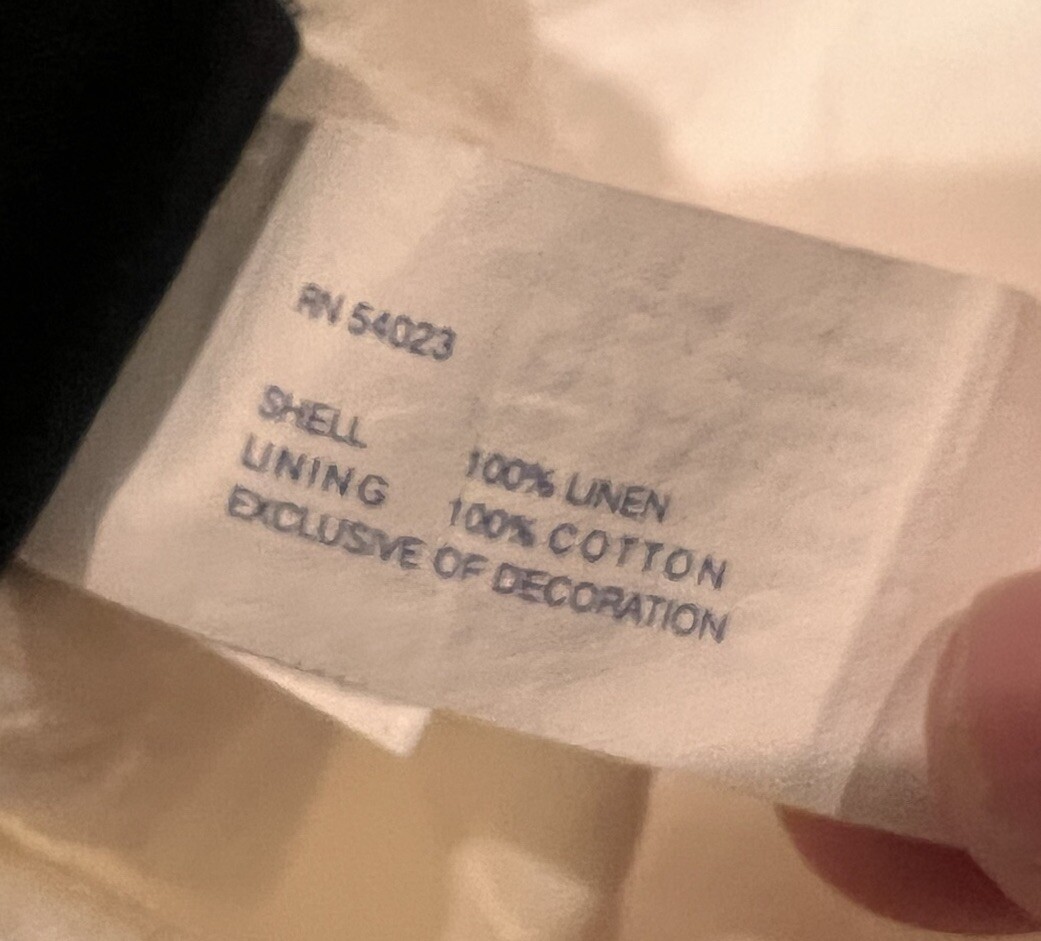 RN 54023
SHELL 100% LINEN
LINING 100% COTTON
EXCLUSIVE OF DECORATION